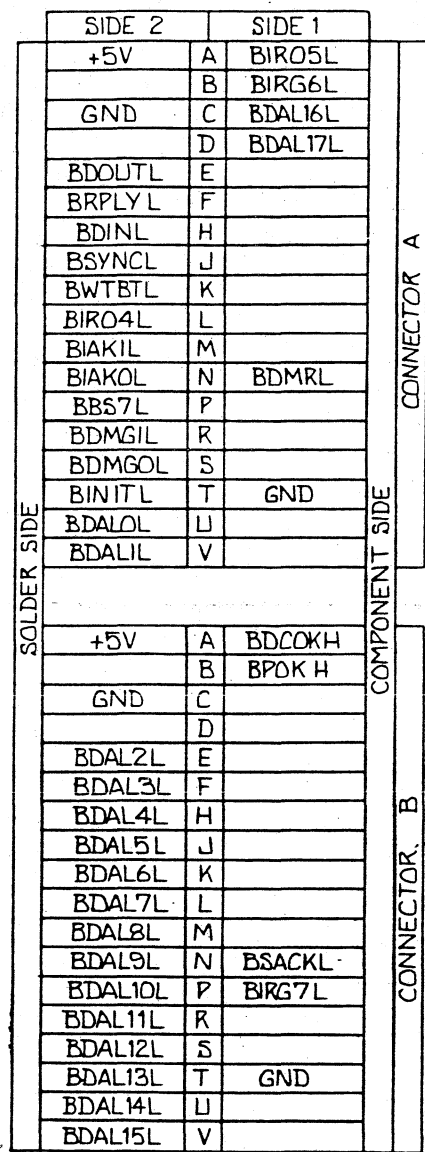 SIDE 2 SIDE 1
+5V A BIRO5L
B BIRG6L
GND C BDAL16L
D BDAL17L
BDOUTL E
BRPLY L F
BDINL H
BSYNCL J
BWTBTL K
BIRO4L L
BIAKIL M
BIAKOL N BDMRL
BBS7L P
BDMGIL R
BDMGOL S
BINITL T GND
BDALOL U
BDALIL V
+5V A BDCOKH
B BPOK H
GND C
D
BDAL2L E
BDAL3L F
BDAL4L H
BDAL5L J
BDAL6L K
BDAL7L L
BDAL8L M
BDAL9L N BSACKL
BDAL10L P BIRG7L
BDAL11L R
BDAL12L S
BDAL13L T GND
BDAL14L U
BDAL15L V
SOLDER SIDE
COMPONENT SIDE
CONNECTOR A
CONNECTOR. B